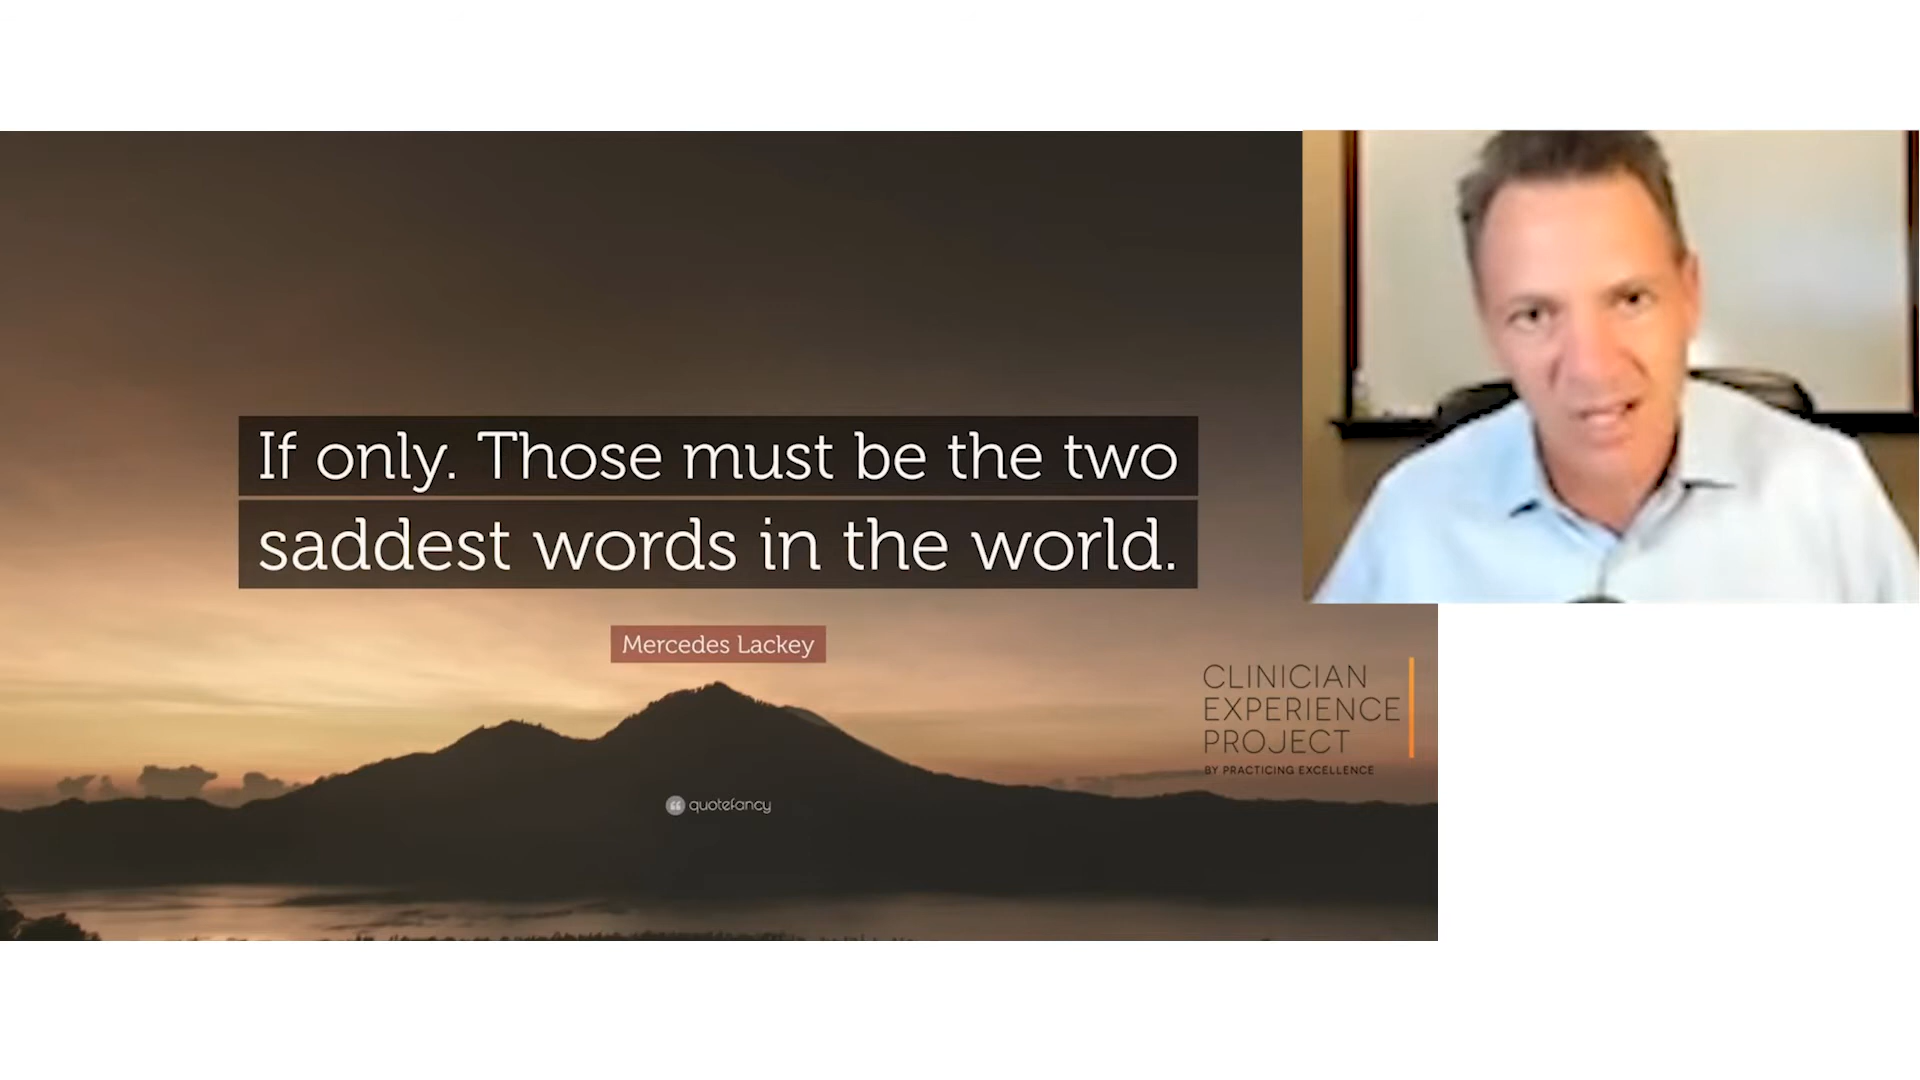 If only. Those must be the two
saddest words in the world.
Mercedes Lackey
CLINICIAN
EXPERIENCE
PROJECT
BY PRACTICING EXCELLENCE
quotefancy